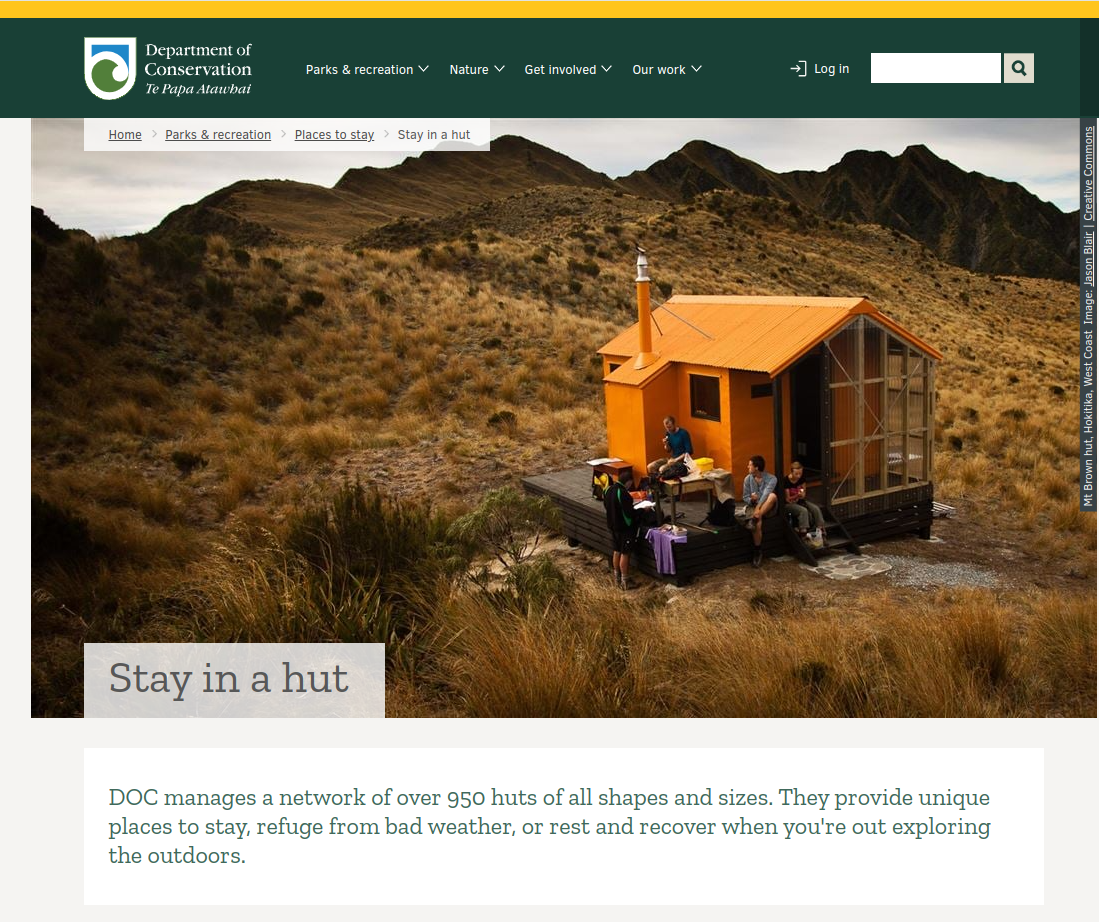 Department of
Conservation
Te Papa Atawhai
Parks & recreation
Nature
Get involved
Our work
Log in
Home
Parks & recreation
Places to stay
Stay in a hut
Mt Brown hut, Hokitika, West Coast Image: Jason Blair | Creative Commons
Stay in a hut
DOC manages a network of over 950 huts of all shapes and sizes. They provide unique
places to stay, refuge from bad weather, or rest and recover when you're out exploring
the outdoors.